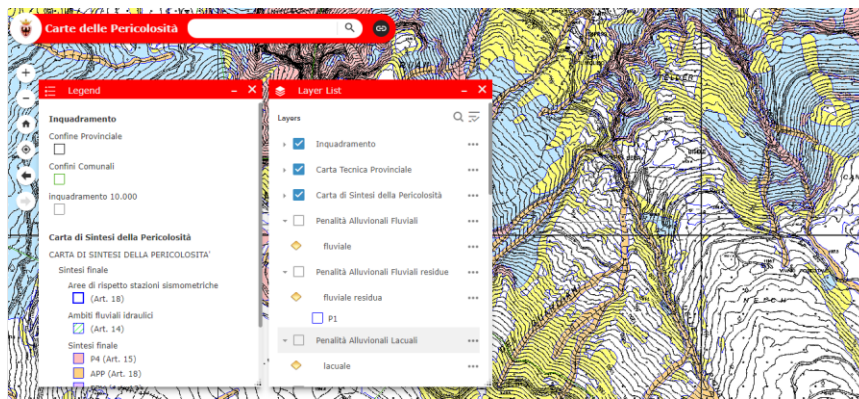 Carte delle Pericolosità
Legend
Inquadramento
Confine Provinciale
Confini Comunali
inquadramento 10.000
Carta di Sintesi della Pericolosità
CARTA DI SINTESI DELLA PERICOLOSITA'
Sintesi finale
Aree di rispetto stazioni sismometriche
(Art. 18)
Ambiti fluviali idraulici
(Art. 14)
Sintesi finale
P4 (Art. 15)
APP (Art. 18)
Layer List
Layers
Inquadramento
Carta Tecnica Provinciale
Carta di Sintesi della Pericolosità
Penalità Alluvionali Fluviali
fluviale
Penalità Alluvionali Fluviali residue
fluviale residua
P1
Penalità Alluvionali Lacuali
lacuale